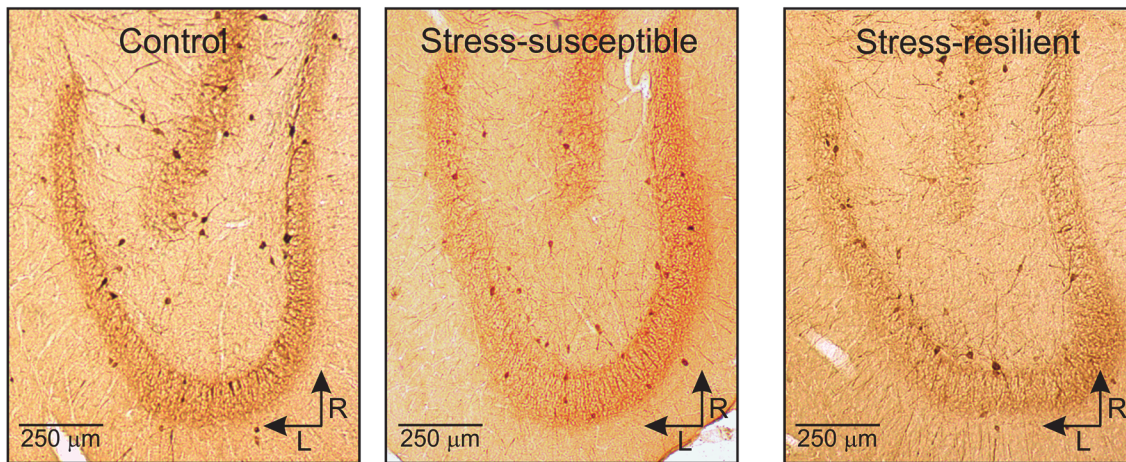 Control
R
L
250 μm
Stress-susceptible
R
L
250 μm
Stress-resilient
R
L
250 μm